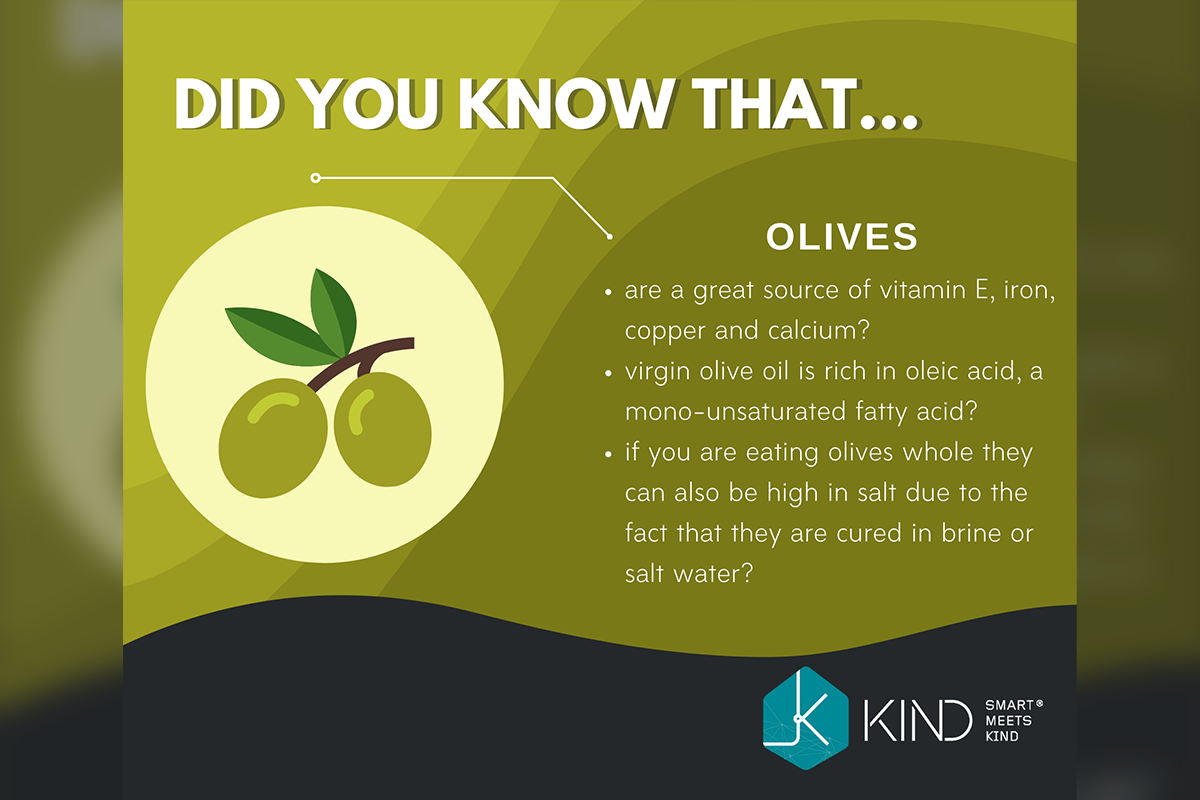 DID YOU KNOW THAT...
OLIVES
• are a great source of vitamin E, iron,
copper and calcium?
• virgin olive oil is rich in oleic acid, a
mono-unsaturated fatty acid?
• if you are eating olives whole they
can also be high in salt due to the
fact that they are cured in brine or
salt water?
KIND
SMART®
MEETS
KIND